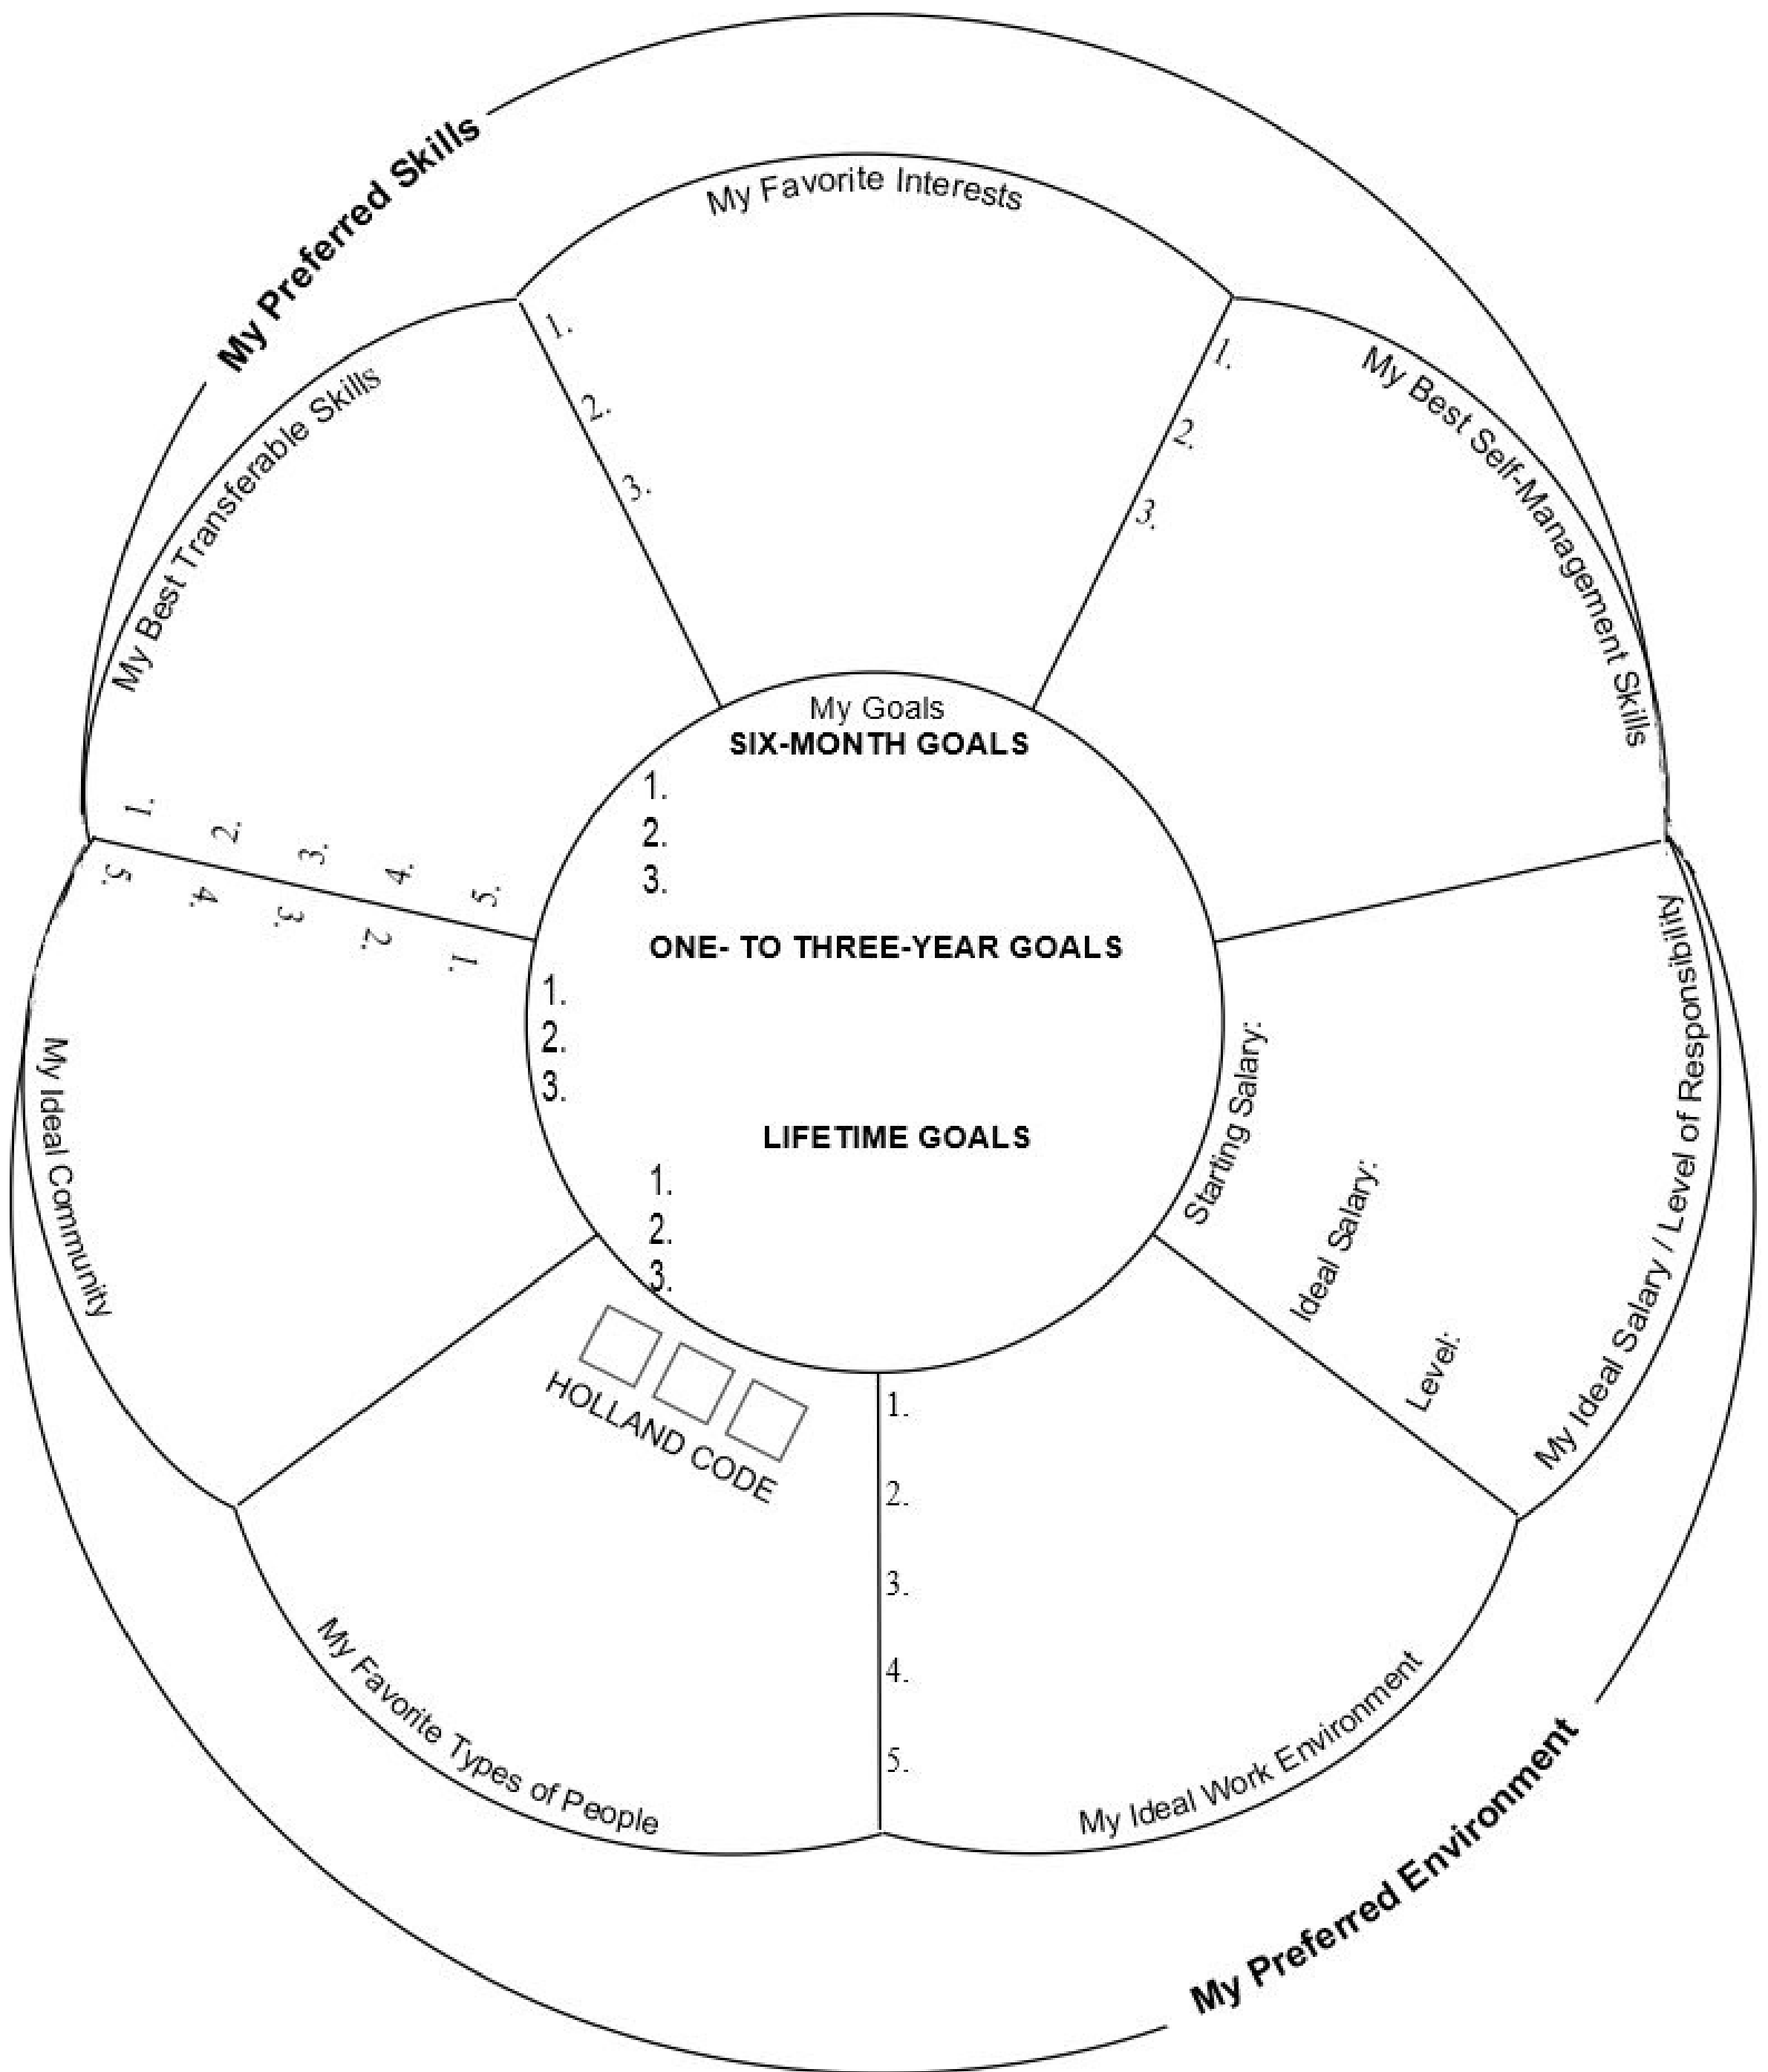 My Preferred Skills
My Favorite Interests
1.
2.
3.
My Best Self-Management Skills
1.
2.
3.
My Best Transferable Skills
1.
2.
3.
4.
5.
My Goals
SIX-MONTH GOALS
1.
2.
3.
ONE- TO THREE-YEAR GOALS
1.
2.
3.
LIFETIME GOALS
1.
2.
3.
My Ideal Salary / Level of Responsibility
Starting Salary:
Ideal Salary:
Level:
My Ideal Community
1.
2.
3.
4.
5.
HOLLAND CODE
My Favorite Types of People
My Ideal Work Environment
1.
2.
3.
4.
5.
My Preferred Environment